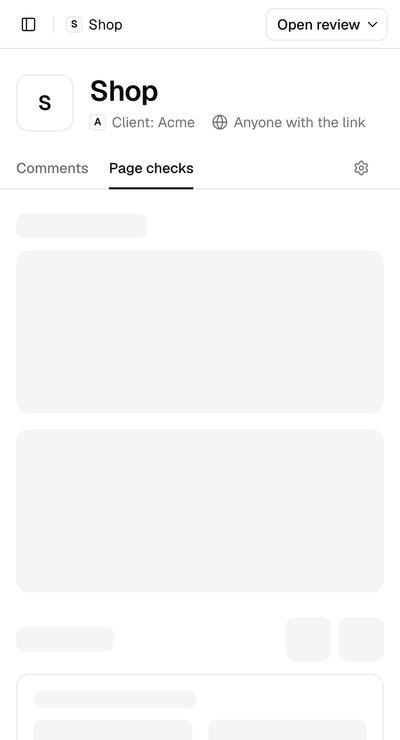 S Shop
Open review
S
Shop
A Client: Acme Anyone with the link
Comments Page checks